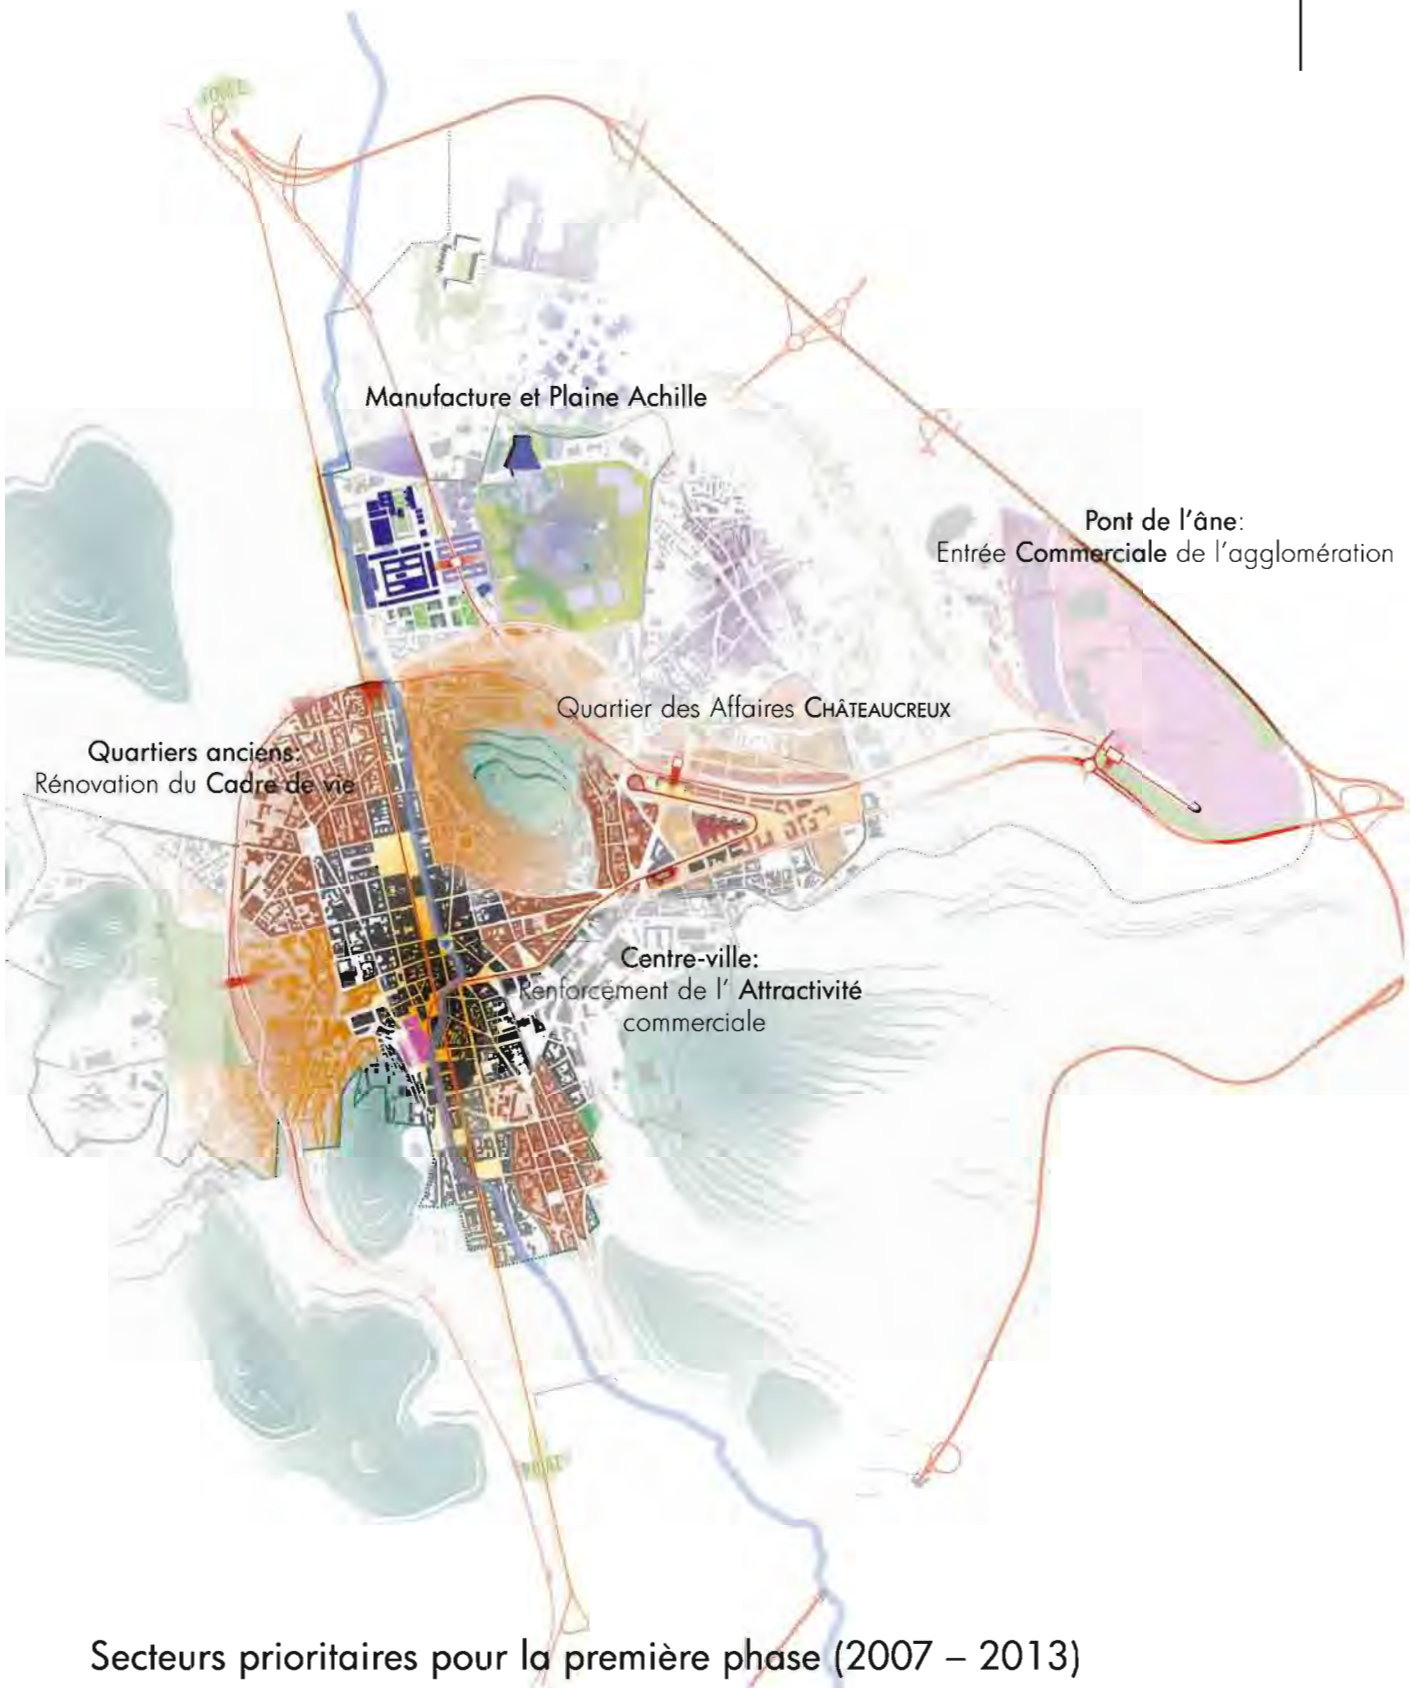 Manufacture et Plaine Achille
Pont de l'âne:
Entrée Commerciale de l'agglomération
Quartier des Affaires CHÂTEAUCREUX
Quartiers anciens:
Rénovation du Cadre de vie
Centre-ville:
Renforcement de l' Attractivité
commerciale
Secteurs prioritaires pour la première phase (2007 – 2013)